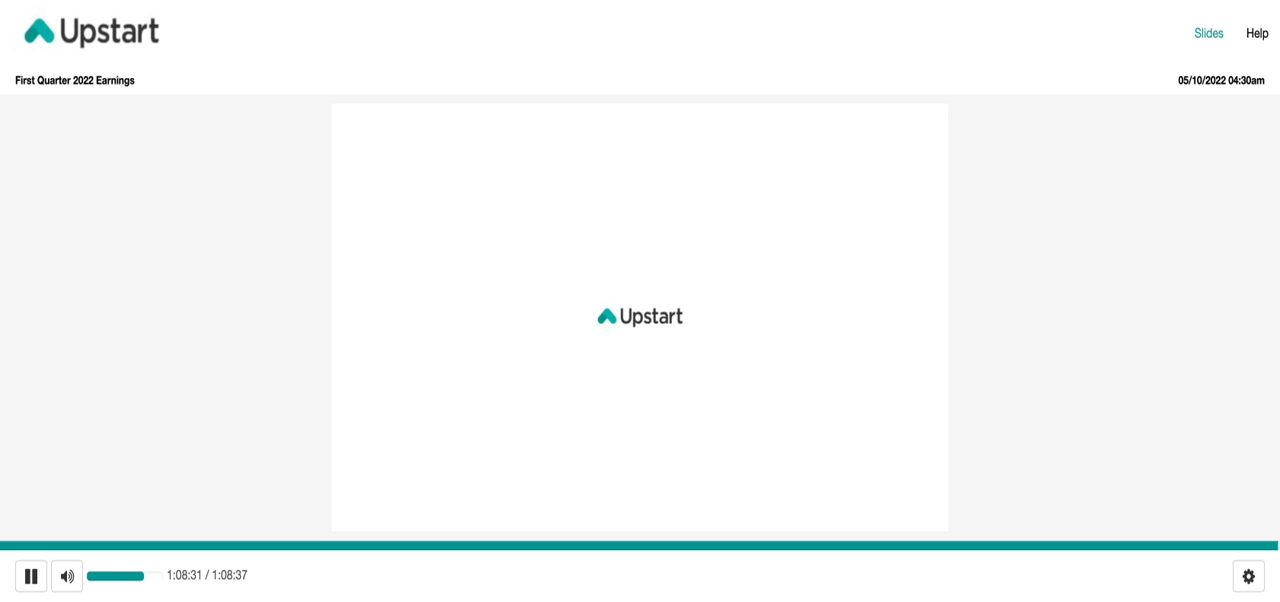 Upstart
Slides Help
First Quarter 2022 Earnings
05/10/2022 04:30am
Upstart
1:08:31 / 1:08:37